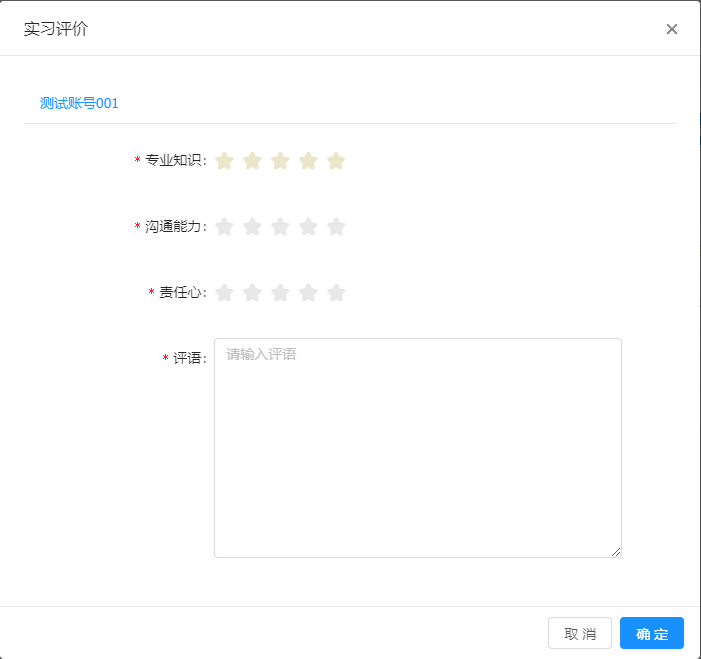 实习评价
测试账号001
* 专业知识:
* 沟通能力:
* 责任心:
* 评语:
请输入评语
取 消
确 定